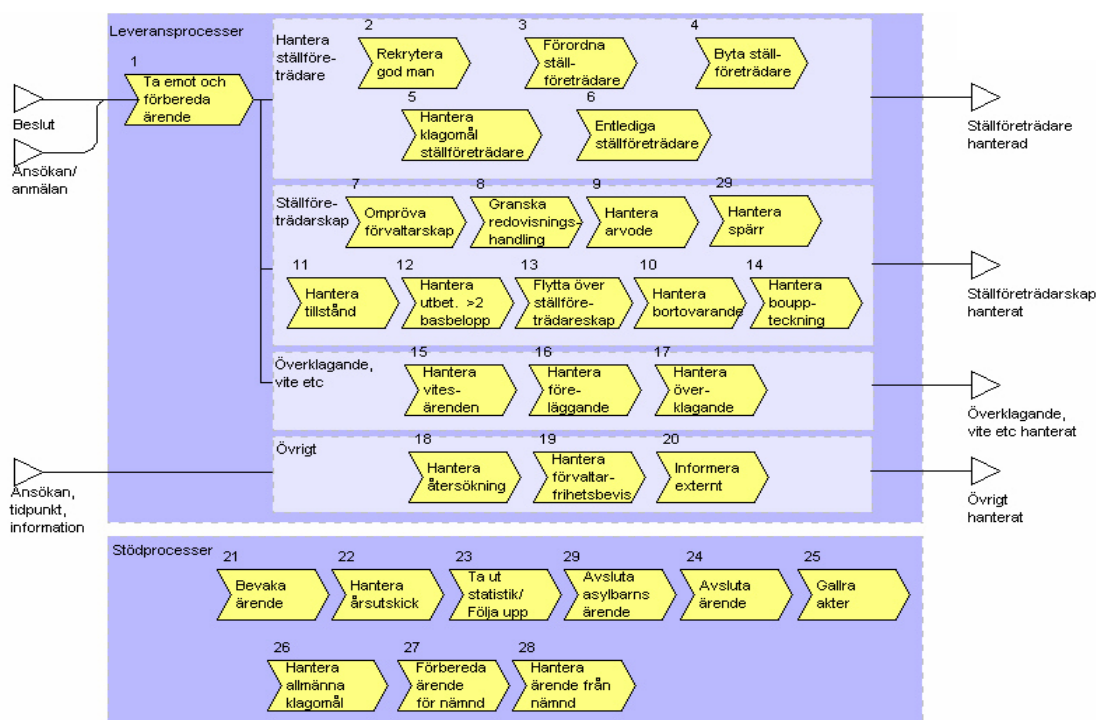 Leveransprocesser
1
Ta emot och
förbereda
ärende
Beslut
Ansökan/
anmälan
Hantera
ställföre-
trädare
2
Rekrytera
god man
3
Förordna
ställ-
företrädare
4
Byta ställ-
företrädare
5
Hantera
klagomål
ställföreträdare
6
Entlediga
ställföreträdare
Ställföreträdare
hanterad
Ställföre-
trädarskap
7
Ompröva
förvaltarskap
8
Granska
redovisnings-
handling
9
Hantera
arvode
29
Hantera
spärr
11
Hantera
tillstånd
12
Hantera
utbet. >2
basbelopp
13
Flytta över
ställföre-
trädareskap
10
Hantera
bortovarande
14
Hantera
boupp-
teckning
Ställföreträdarskap
hanterat
Överklagande,
vite etc
15
Hantera
vites-
ärenden
16
Hantera
före-
läggande
17
Hantera
över-
klagande
Överklagande,
vite etc hanterat
Övrigt
18
Hantera
återsökning
19
Hantera
förvaltar-
frihetsbevis
20
Informera
externt
Ansökan,
tidpunkt,
information
Övrigt
hanterat
Stödprocesser
21
Bevaka
ärende
22
Hantera
årsutskick
23
Ta ut
statistik/
Följa upp
29
Avsluta
asylbarns
ärende
24
Avsluta
ärende
25
Gallra
akter
26
Hantera
allmänna
klagomål
27
Förbereda
ärende
för nämnd
28
Hantera
ärende från
nämnd